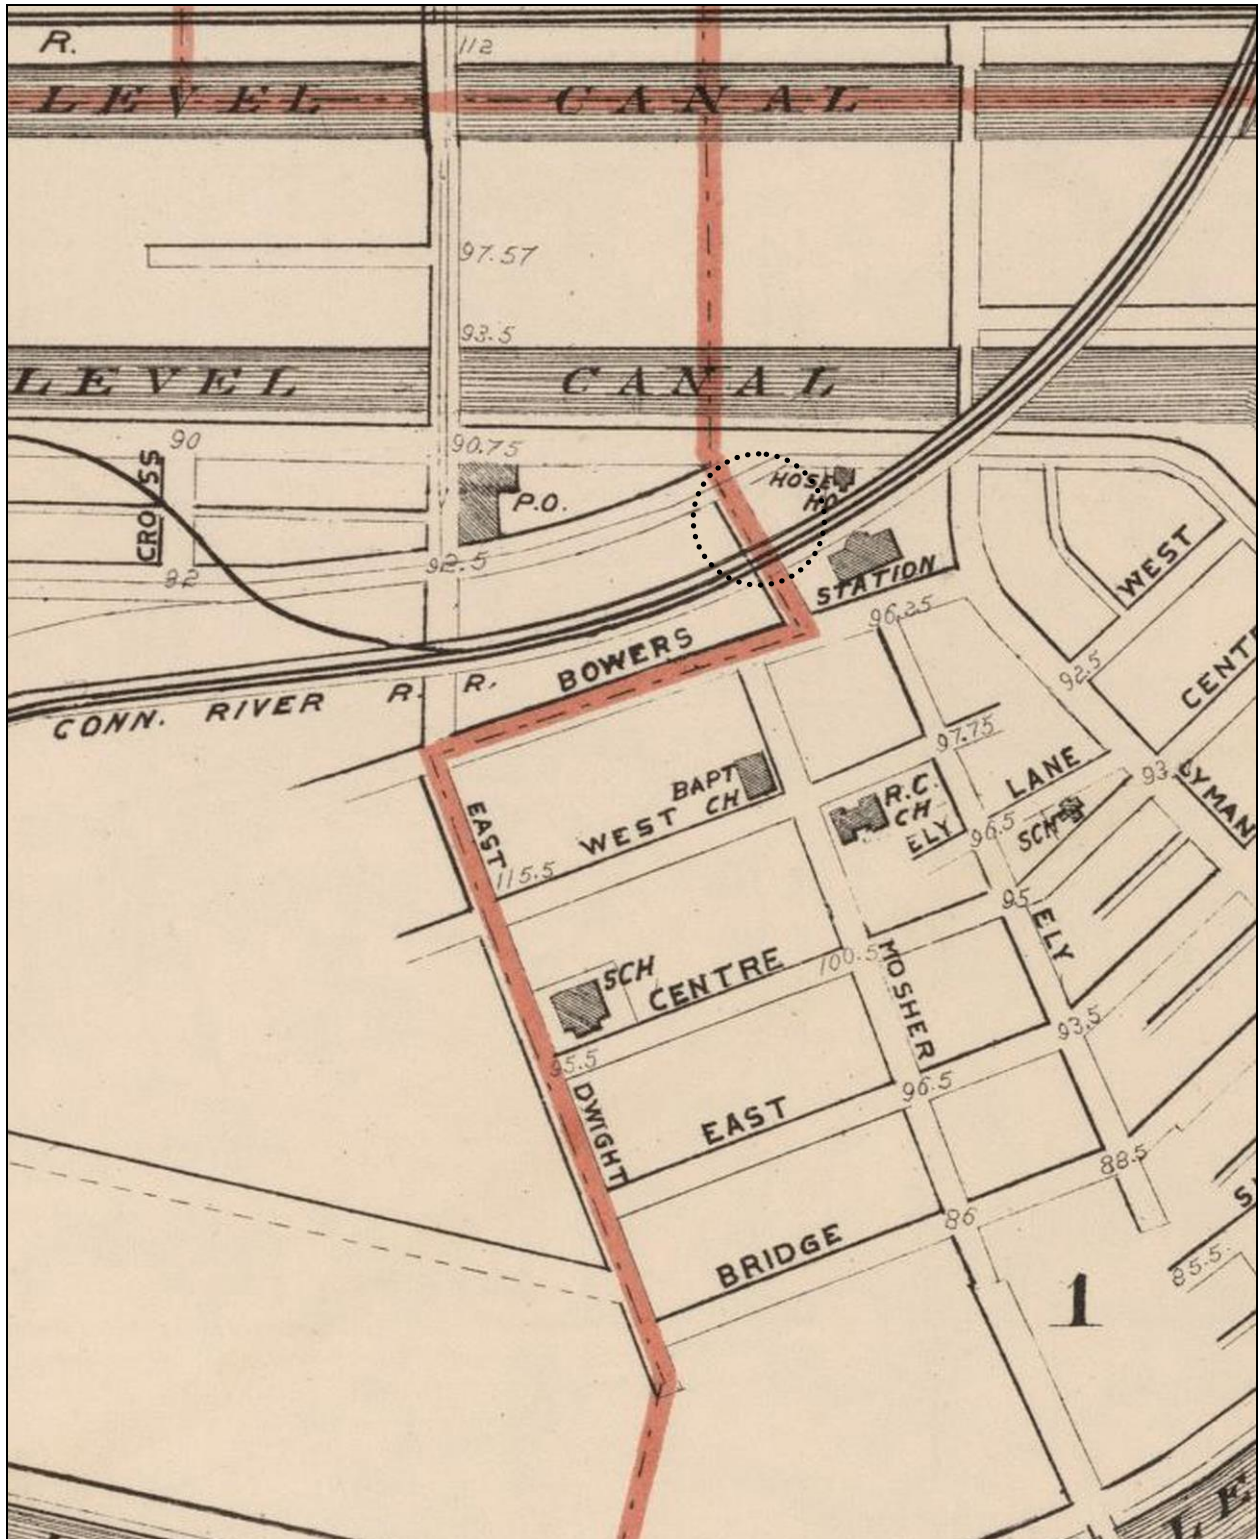 R.
112
LEVEL CANAL
97.57
93.5
LEVEL CANAL
90
90.75
CROSS
P.O.
HOSE
HO.
92.5
STATION
WEST
96.25
BOWERS
92.5
CENT
CONN. RIVER R. R.
97.75
LANE
93
LYMAN
BAPT
CH
R.C.
CH
EAST
WEST
ELY
96.5
SCH
115.5
95
ELY
SCH
CENTRE
100.5
MOSHER
93.5
95.5
DWIGHT
96.5
EAST
88.5
86
BRIDGE
85.5
1
LE